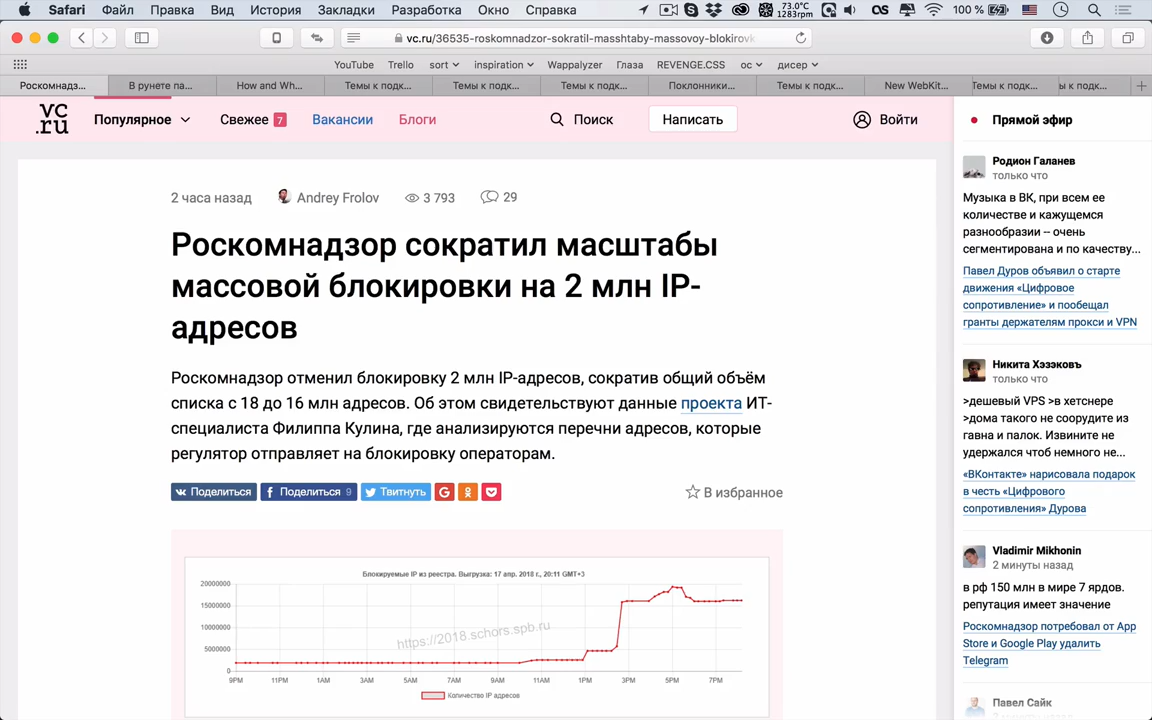 Safari Файл Правка Вид История Закладки Разработка Окно Справка 73.0°C 1283rpm 100 %
vc.ru/36535-roskomnadzor-sokratil-masshtaby-massovoy-blokirovk
YouTube Trello sort inspiration Wappalyzer Глаза REVENGE.CSS ос дисер
Роскомнадз... В рунете па... How and Wh... Темы к подк... Темы к подк... Темы к подк... Поклонники... Темы к подк... New WebKit... Темы к подк... ы к подк...
vc.ru Популярное Свежее 7 Вакансии Блоги Поиск Написать Войти
2 часа назад Andrey Frolov 3 793 29
Роскомнадзор сократил масштабы
массовой блокировки на 2 млн IP-
адресов
Роскомнадзор отменил блокировку 2 млн IP-адресов, сократив общий объём
списка с 18 до 16 млн адресов. Об этом свидетельствуют данные проекта ИТ-
специалиста Филиппа Кулина, где анализируются перечни адресов, которые
регулятор отправляет на блокировку операторам.
Поделиться Поделиться 9 Твитнуть В избранное
Блокируемые IP из реестра. Выгрузка: 17 апр. 2018 г., 20:11 GMT+3
20000000
15000000
10000000
5000000
0
https://2018.schors.spb.ru
9PM 11PM 1AM 3AM 5AM 7AM 9AM 11AM 1PM 3PM 5PM 7PM
Количество IP адресов
Прямой эфир
Родион Галанев
только что
Музыка в ВК, при всем ее
количестве и кажущемся
разнообразии -- очень
сегментирована и по качеству...
Павел Дуров объявил о старте
движения «Цифровое
сопротивление» и пообещал
гранты держателям прокси и VPN
Никита Хэзэковъ
только что
>дешевый VPS >в хетснере
>дома такого не соорудите из
гавна и палок. Извините не
удержался чтоб немного не...
«ВКонтакте» нарисовала подарок
в честь «Цифрового
сопротивления» Дурова
Vladimir Mikhonin
2 минуты назад
в рф 150 млн в мире 7 ярдов.
репутация имеет значение
Роскомнадзор потребовал от App
Store и Google Play удалить
Telegram
Павел Сайк